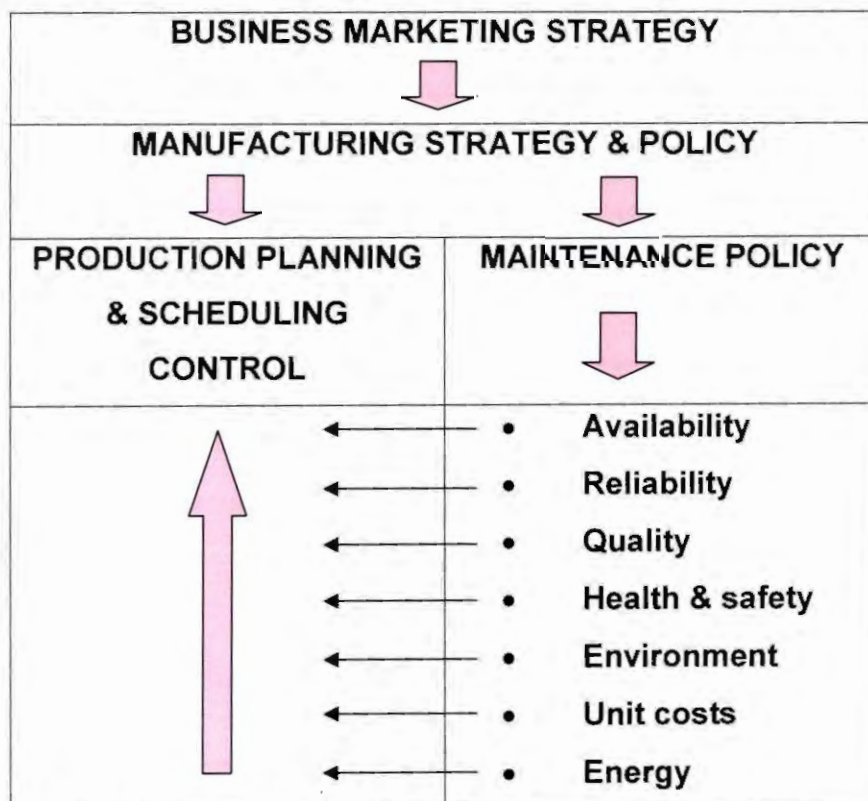 BUSINESS MARKETING STRATEGY
MANUFACTURING STRATEGY & POLICY
PRODUCTION PLANNING
& SCHEDULING
CONTROL
MAINTENANCE POLICY
• Availability
• Reliability
• Quality
• Health & safety
• Environment
• Unit costs
• Energy